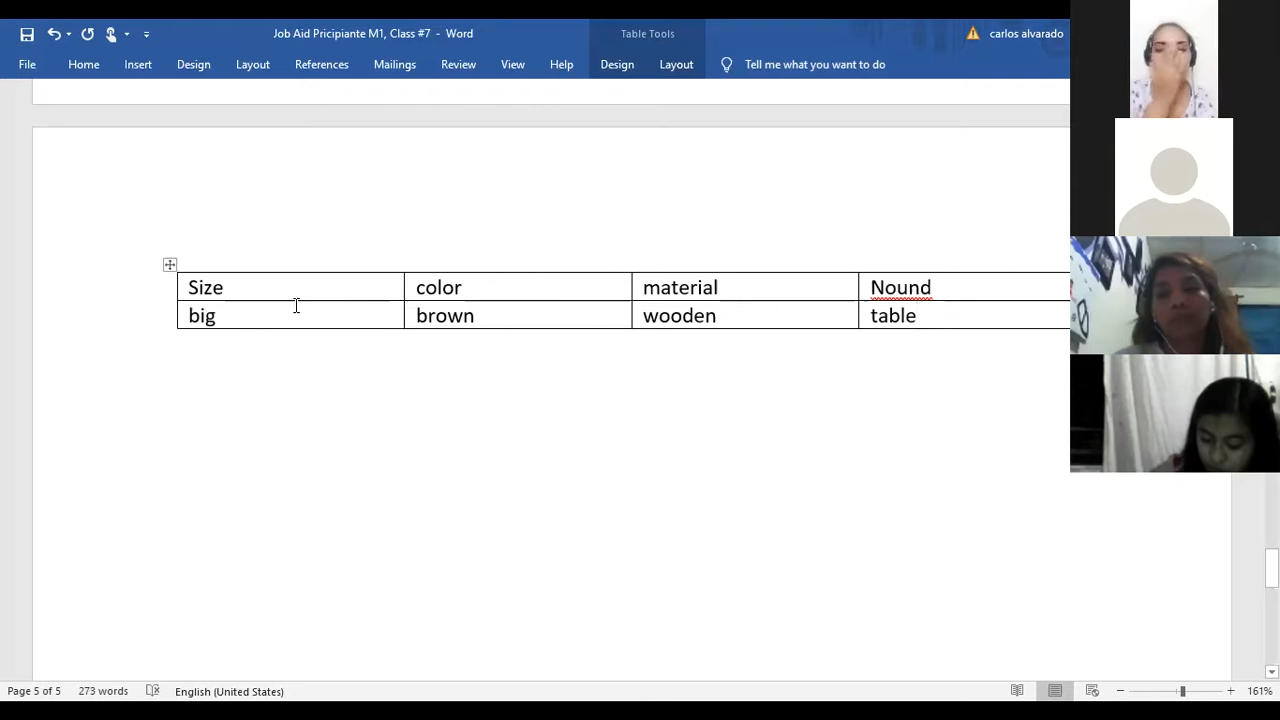 Job Aid Pricipiante M1, Class #7 - Word
Table Tools
carlos alvarado
File Home Insert Design Layout References Mailings Review View Help Design Layout Tell me what you want to do
Size color material Nound
big brown wooden table
Page 5 of 5 273 words English (United States) 161%